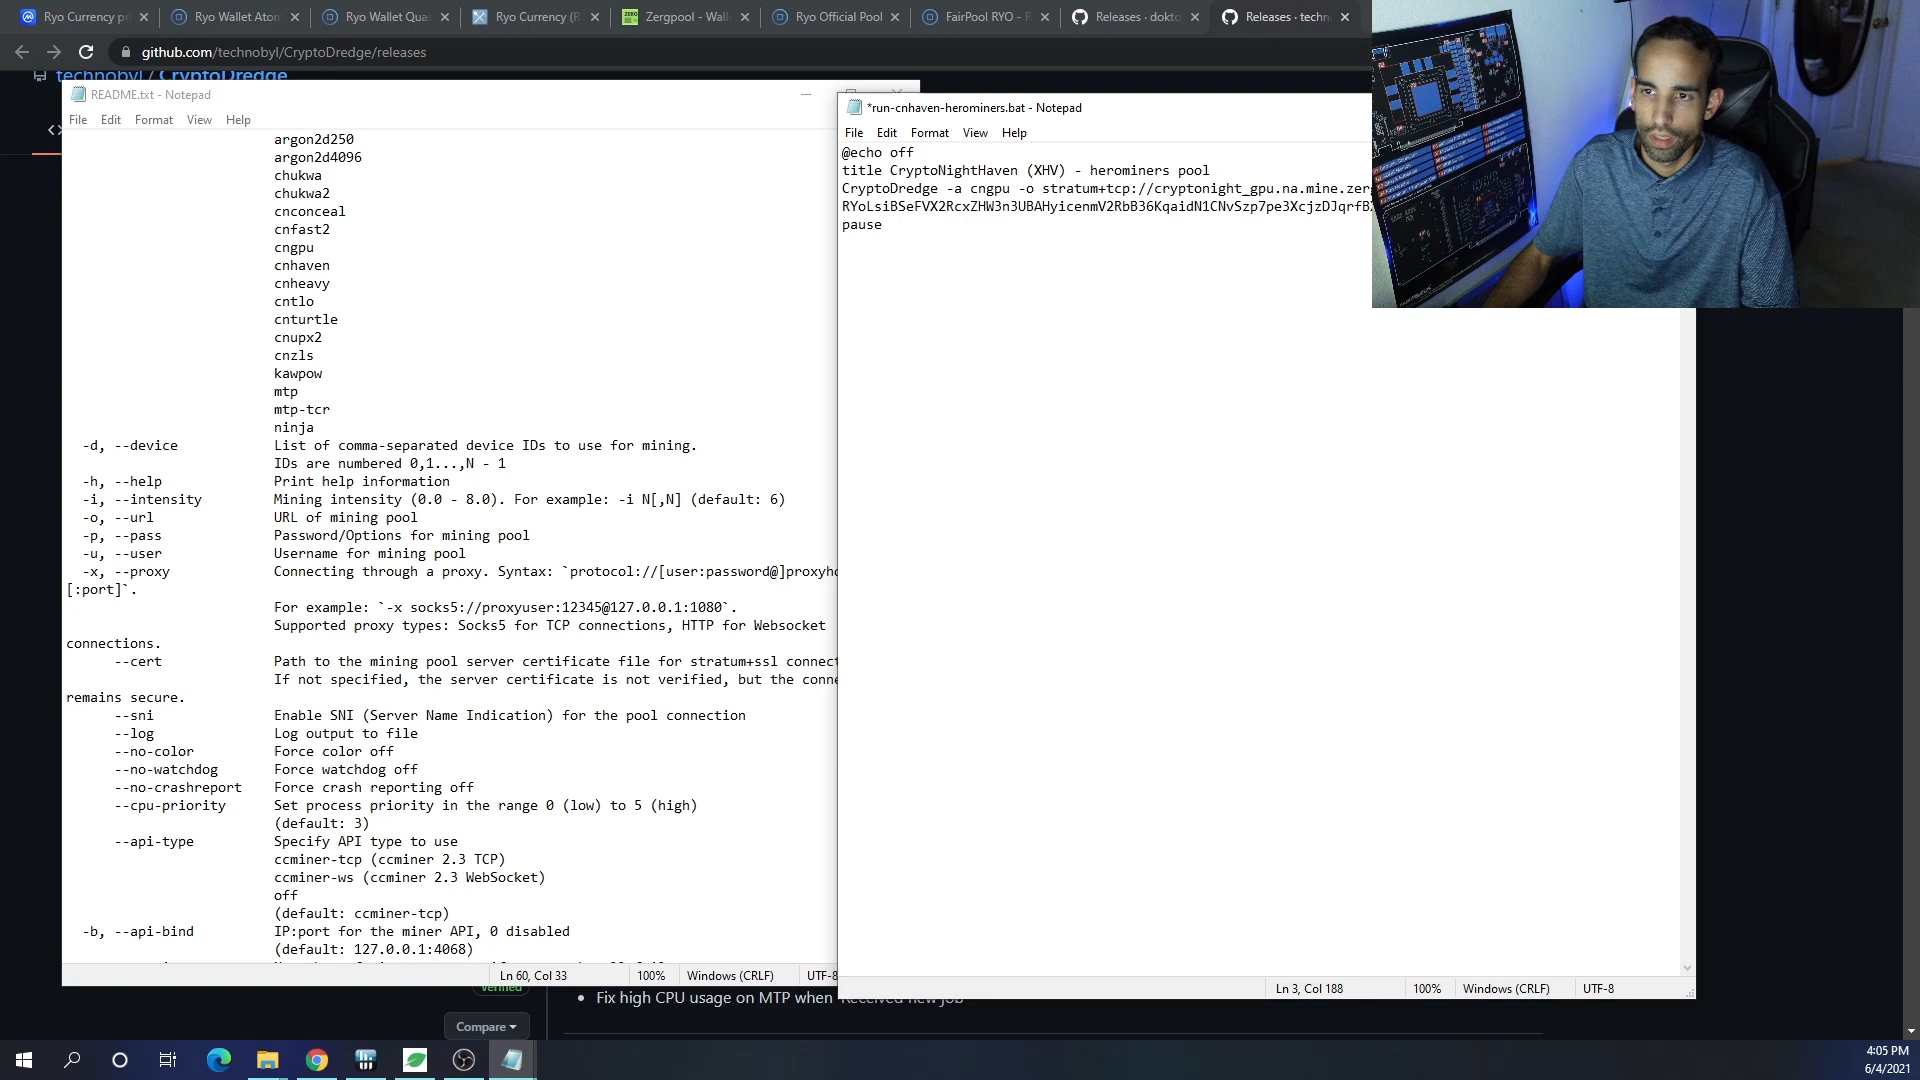 Ryo Currency pr
Ryo Wallet Atom
Ryo Wallet Quas
Ryo Currency (R
Zergpool - Wall
Ryo Official Pool
FairPool RYO - R
Releases · dokto
Releases · techn
github.com/technobyl/CryptoDredge/releases
technobyl / CryptoDredge
README.txt - Notepad
File Edit Format View Help
argon2d250
argon2d4096
chukwa
chukwa2
cnconceal
cnfast2
cngpu
cnhaven
cnheavy
cntlo
cnturtle
cnupx2
cnzls
kawpow
mtp
mtp-tcr
ninja
-d, --device List of comma-separated device IDs to use for mining.
IDs are numbered 0,1...,N - 1
-h, --help Print help information
-i, --intensity Mining intensity (0.0 - 8.0). For example: -i N[,N] (default: 6)
-o, --url URL of mining pool
-p, --pass Password/Options for mining pool
-u, --user Username for mining pool
-x, --proxy Connecting through a proxy. Syntax: `protocol://[user:password@]proxyho
[:port]`.
For example: `-x socks5://proxyuser:12345@127.0.0.1:1080`.
Supported proxy types: Socks5 for TCP connections, HTTP for Websocket
connections.
--cert Path to the mining pool server certificate file for stratum+ssl connect
If not specified, the server certificate is not verified, but the conne
remains secure.
--sni Enable SNI (Server Name Indication) for the pool connection
--log Log output to file
--no-color Force color off
--no-watchdog Force watchdog off
--no-crashreport Force crash reporting off
--cpu-priority Set process priority in the range 0 (low) to 5 (high)
(default: 3)
--api-type Specify API type to use
ccminer-tcp (ccminer 2.3 TCP)
ccminer-ws (ccminer 2.3 WebSocket)
off
(default: ccminer-tcp)
-b, --api-bind IP:port for the miner API, 0 disabled
(default: 127.0.0.1:4068)
Ln 60, Col 33 100% Windows (CRLF) UTF-8
*run-cnhaven-herominers.bat - Notepad
File Edit Format View Help
@echo off
title CryptoNightHaven (XHV) - herominers pool
CryptoDredge -a cngpu -o stratum+tcp://cryptonight_gpu.na.mine.zer
RYoLsiBSeFVX2RcxZHW3n3UBAHyicenmV2RbB36KqaidN1CNvSzp7pe3XcjzDJqrfB
pause
Ln 3, Col 188 100% Windows (CRLF) UTF-8
Verified
• Fix high CPU usage on MTP when "Received new job"
Compare
4:05 PM
6/4/2021